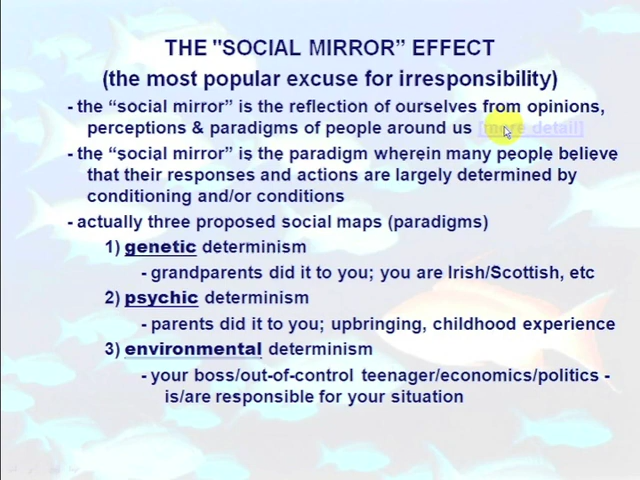 THE "SOCIAL MIRROR” EFFECT
(the most popular excuse for irresponsibility)
- the “social mirror” is the reflection of ourselves from opinions,
perceptions & paradigms of people around us [more detail]
- the “social mirror” is the paradigm wherein many people believe
that their responses and actions are largely determined by
conditioning and/or conditions
- actually three proposed social maps (paradigms)
1) genetic determinism
- grandparents did it to you; you are Irish/Scottish, etc
2) psychic determinism
- parents did it to you; upbringing, childhood experience
3) environmental determinism
- your boss/out-of-control teenager/economics/politics -
is/are responsible for your situation